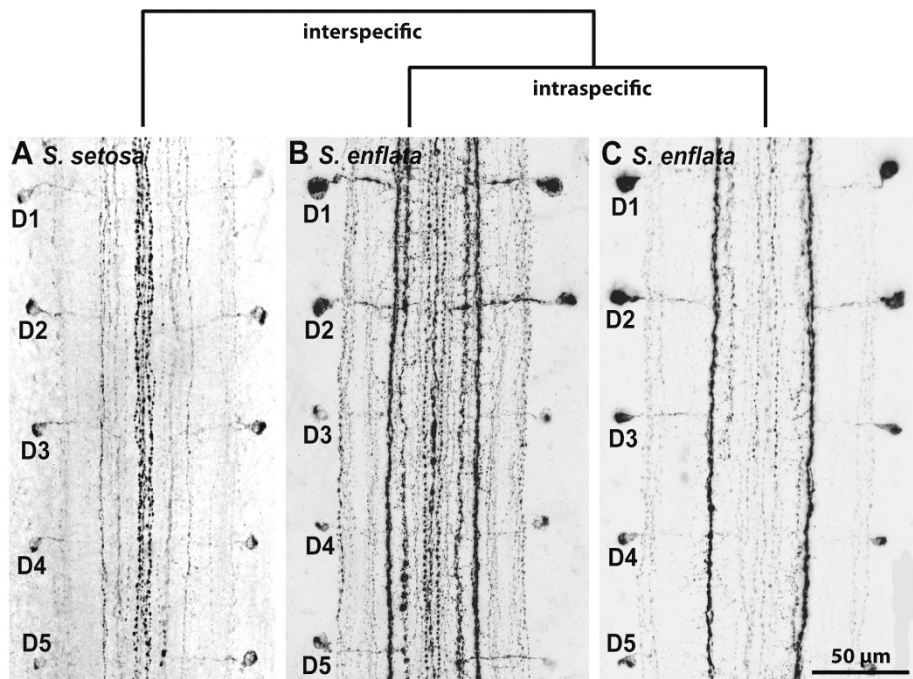 interspecific
intraspecific
A S. setosa
B S. enflata
C S. enflata
D1
D1
D1
D2
D2
D2
D3
D3
D3
D4
D4
D4
D5
D5
D5
50 µm